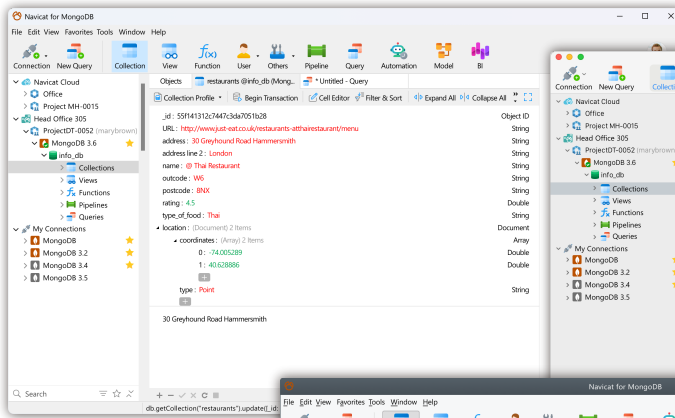 Navicat for MongoDB
File Edit View Favorites Tools Window Help
Connection New Query Collection View Function User Others Pipeline Query Automation Model BI
Navicat Cloud
Office
Project MH-0015
Head Office 305
ProjectDT-0052 (marybrown)
MongoDB 3.6
info_db
Collections
Views
Functions
Pipelines
Queries
My Connections
MongoDB
MongoDB 3.2
MongoDB 3.4
MongoDB 3.5
Search
Objects restaurants @info_db (Mong... * Untitled - Query
Collection Profile Begin Transaction Cell Editor Filter & Sort Expand All Collapse All
_id : 55f141312c7447c3da7051b28 Object ID
URL : http://www.just-eat.co.uk/restaurants-atthairestaurant/menu String
address : 30 Greyhound Road Hammersmith String
address line 2 : London String
name : @ Thai Restaurant String
outcode : W6 String
postcode : 8NX String
rating : 4.5 Double
type_of_food : Thai String
location : (Document) 2 Items Document
coordinates : (Array) 2 Items Array
0 : -74.005289 Double
1 : 40.628886 Double
type : Point String
30 Greyhound Road Hammersmith
db.getCollection("restaurants").update({_id:
Connection New Query Collecti
Navicat Cloud
Office
Project MH-0015
Head Office 305
ProjectDT-0052 (marybrown)
MongoDB 3.6
info_db
Collections
Views
Functions
Pipelines
Queries
My Connections
MongoDB
MongoDB 3.2
MongoDB 3.4
MongoDB 3.5
Navicat for MongoDB
File Edit View Favorites Tools Window Help